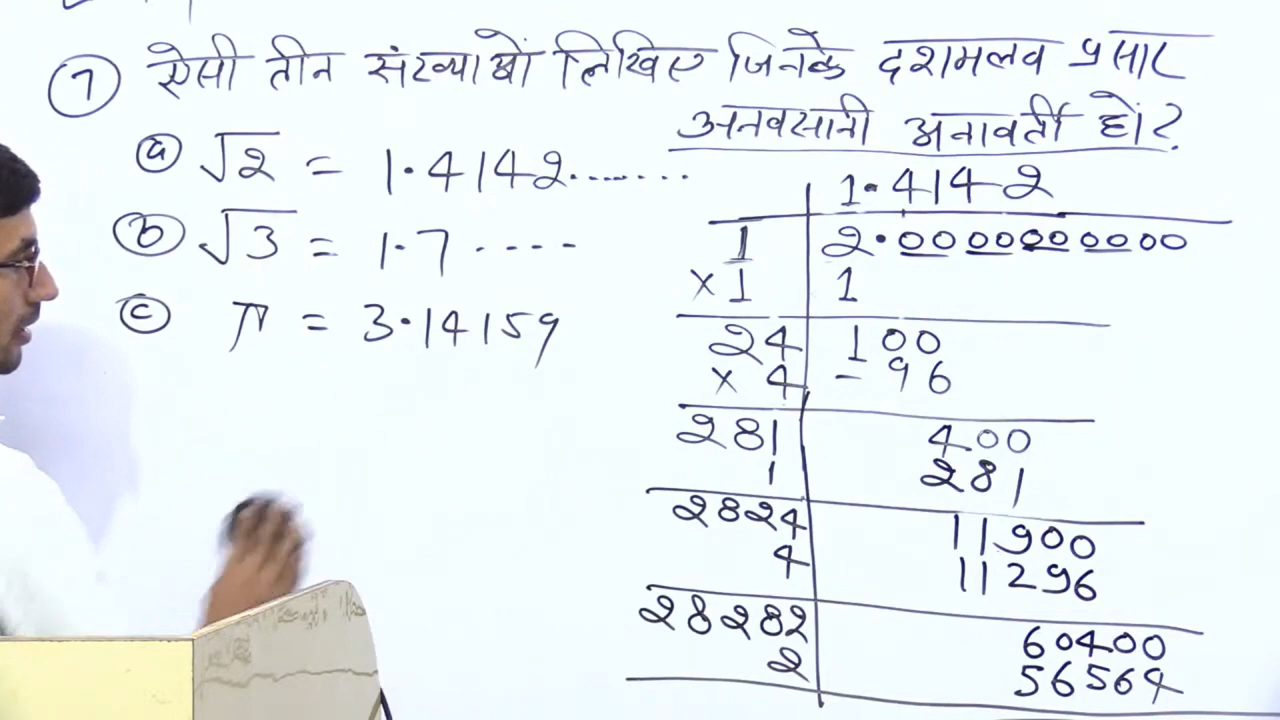 7 ऐसी तीन संख्याओं लिखिए जिनके दशमलव प्रसार
अनवसानी अनावर्ती हों?
a √2 = 1.4142.......
b √3 = 1.7....
c π = 3.14159
1.4142
1 2.0000000000
×1 1
24 100
× 4 - 96
281 400
1 281
2824 11900
4 11296
28282 60400
2 56564